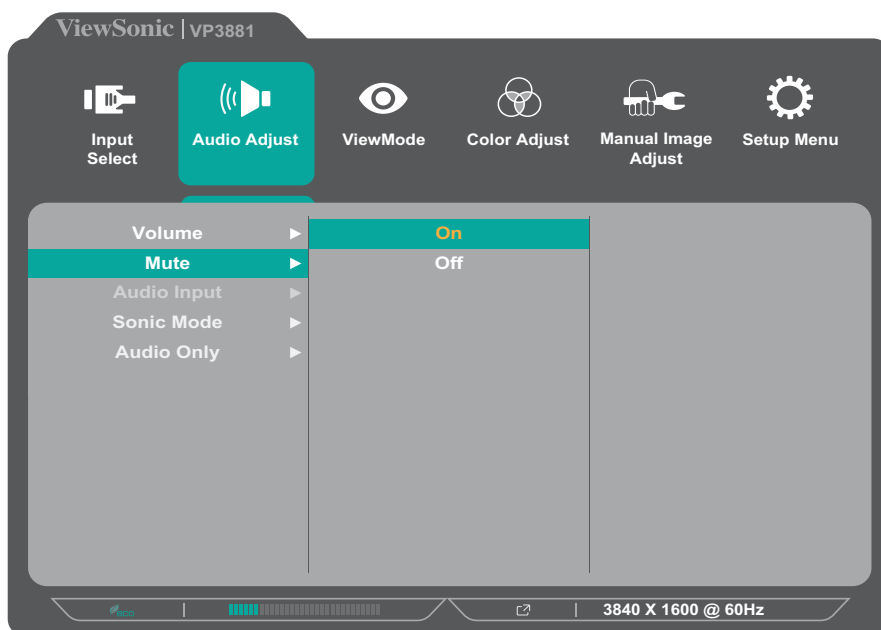 ViewSonic | VP3881
Input Select
Audio Adjust
ViewMode
Color Adjust
Manual Image Adjust
Setup Menu
Volume
On
Mute
Off
Audio Input
Sonic Mode
Audio Only
eco
3840 X 1600 @ 60Hz